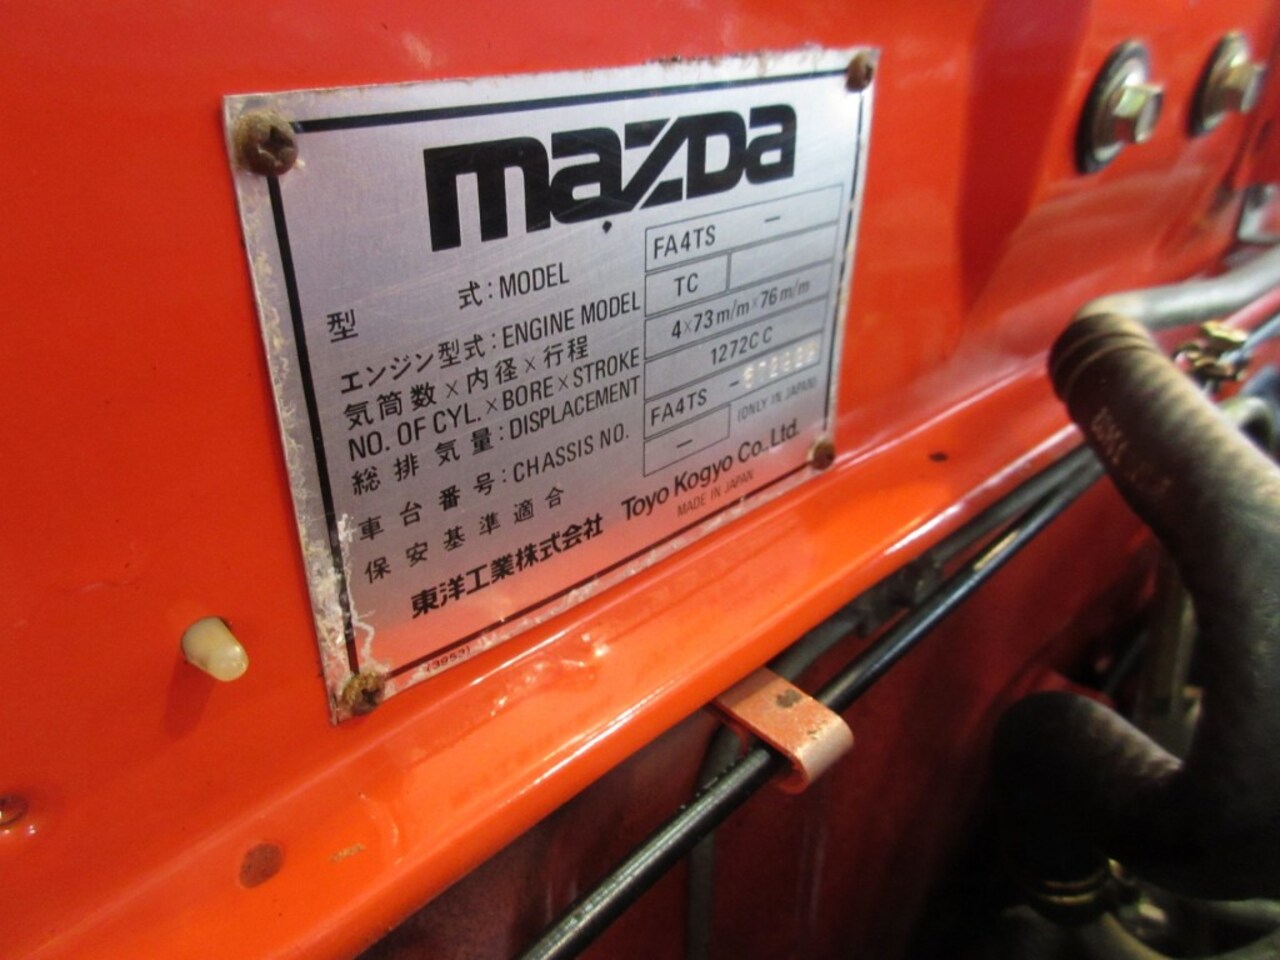 mazda
型 式:MODEL FA4TS —
エンジン型式:ENGINE MODEL TC
気筒数×内径×行程
NO. OF CYL.×BORE×STROKE 4×73m/m×76m/m
総排気量:DISPLACEMENT 1272CC
車台番号:CHASSIS NO. FA4TS –
保安基準適合 — (ONLY IN JAPAN)
東洋工業株式会社 Toyo Kogyo Co., Ltd.
MADE IN JAPAN
(3953)